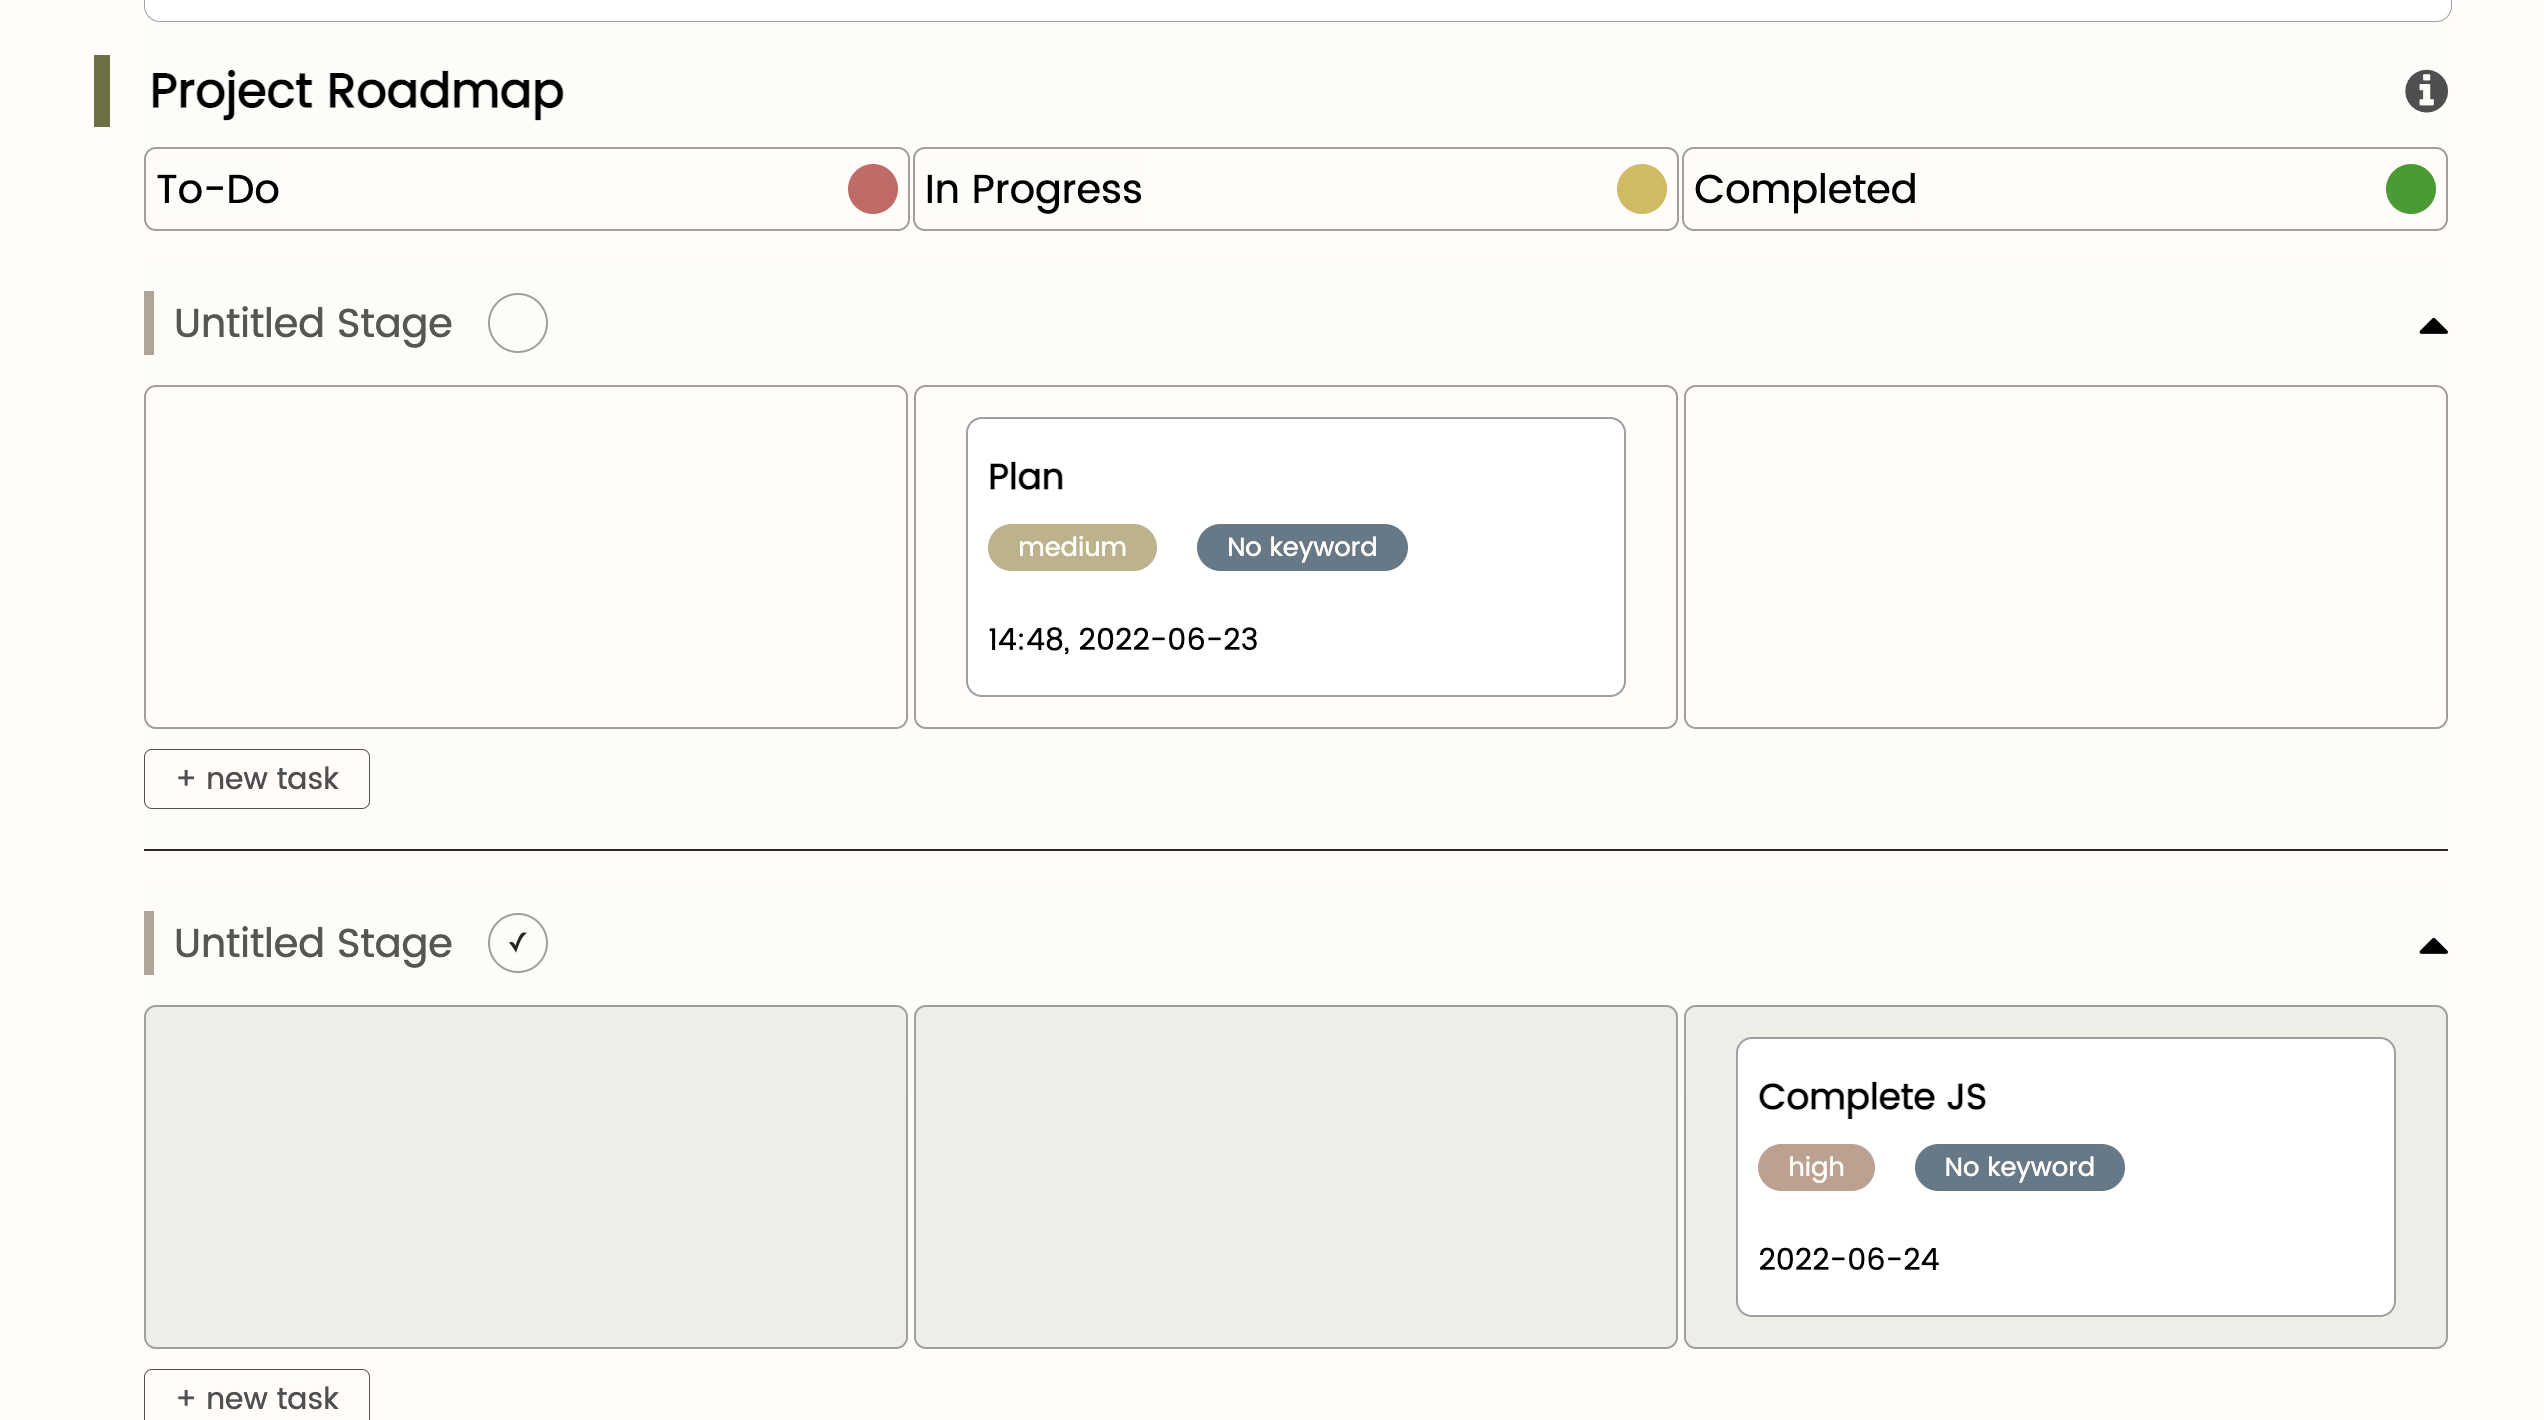 Project Roadmap
To-Do
In Progress
Completed
Untitled Stage
Plan
medium
No keyword
14:48, 2022-06-23
+ new task
Untitled Stage
✓
Complete JS
high
No keyword
2022-06-24
+ new task